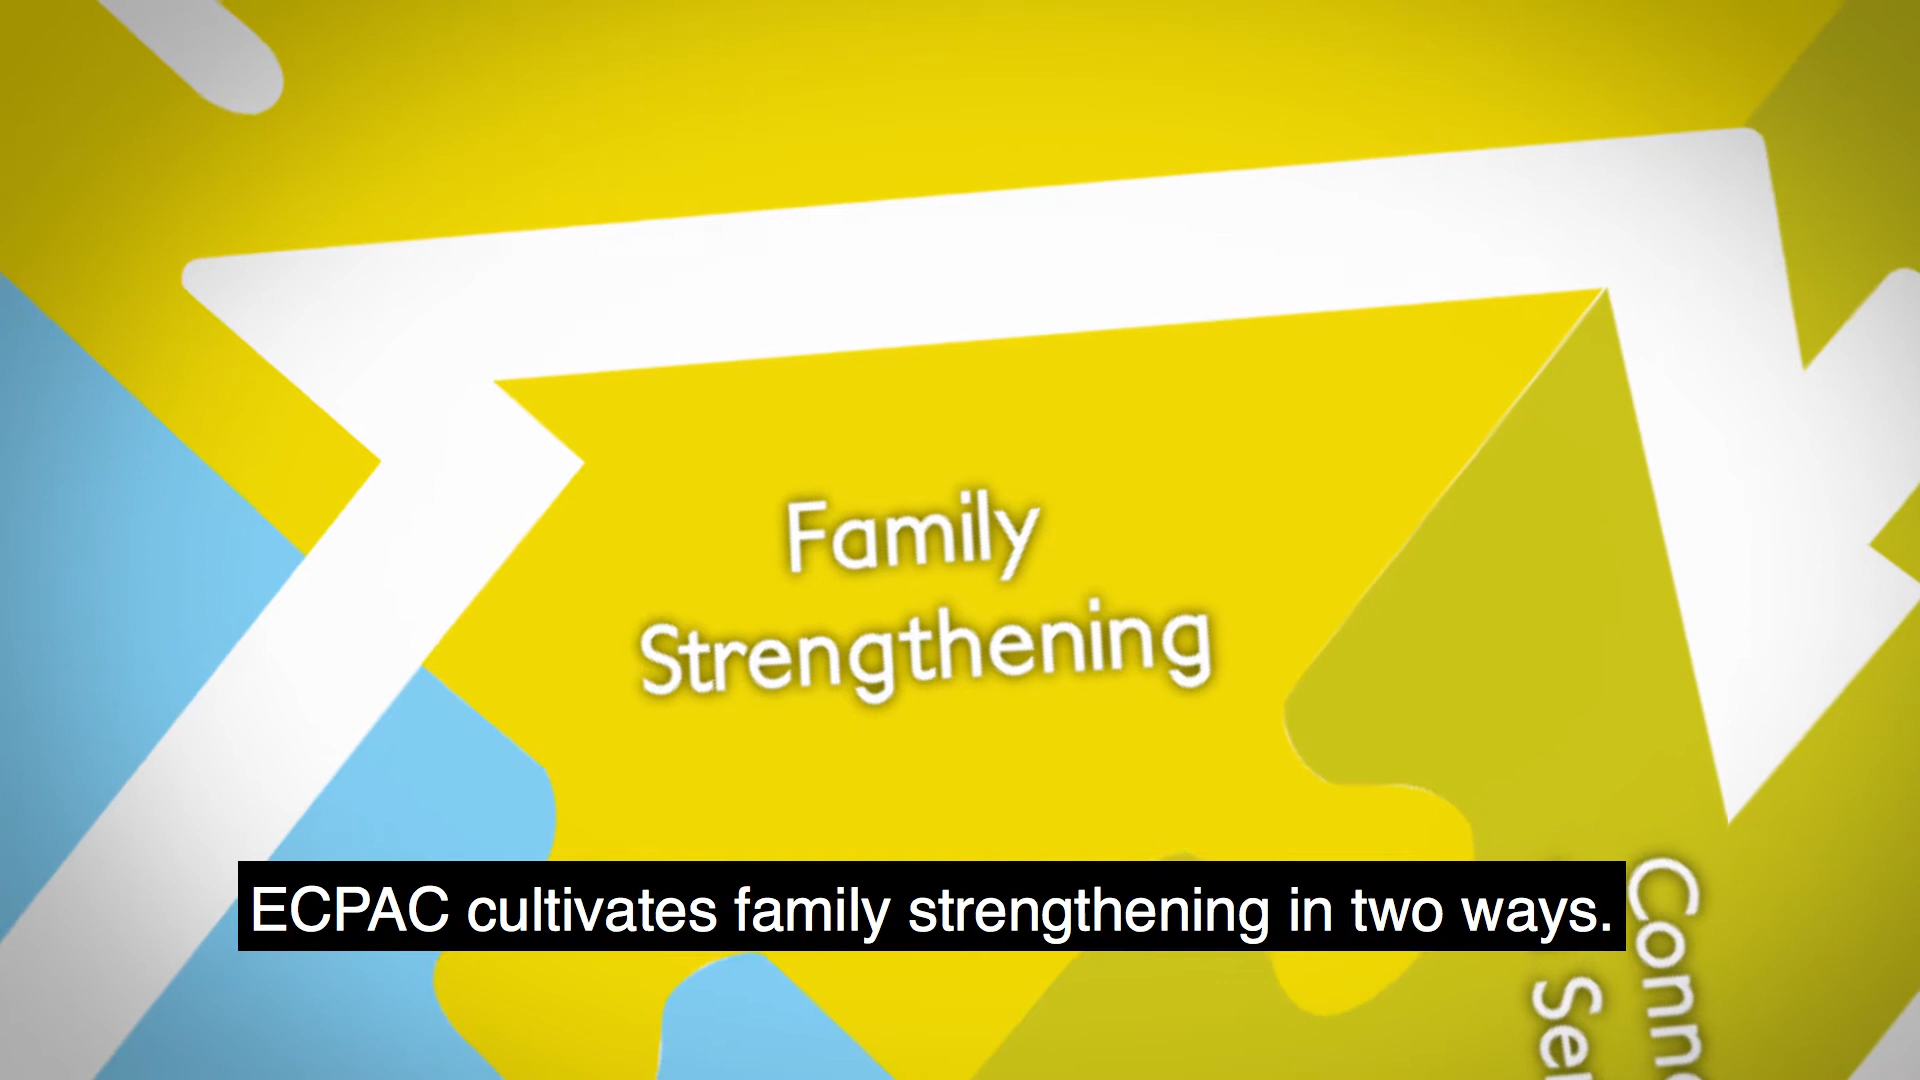 Family
Strengthening
ECPAC cultivates family strengthening in two ways.